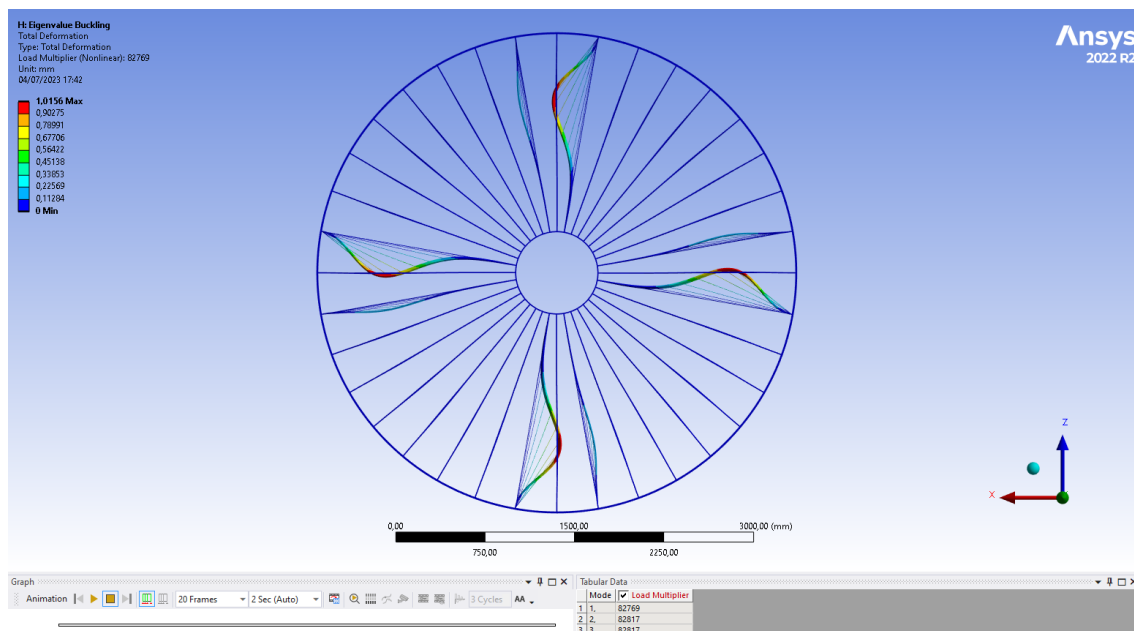 H: Eigenvalue Buckling
Total Deformation
Type: Total Deformation
Load Multiplier (Nonlinear): 82769
Unit: mm
04/07/2023 17:42
1,0156 Max
0,90275
0,78991
0,67706
0,56422
0,45138
0,33853
0,22569
0,11284
0 Min
Ansys
2022 R2
Z
X
0,00 1500,00 3000,00 (mm)
750,00 2250,00
Graph
Animation 20 Frames 2 Sec (Auto) 3 Cycles AA
Tabular Data
Mode Load Multiplier
1 1, 82769
2 2, 82817
3 3, 82817